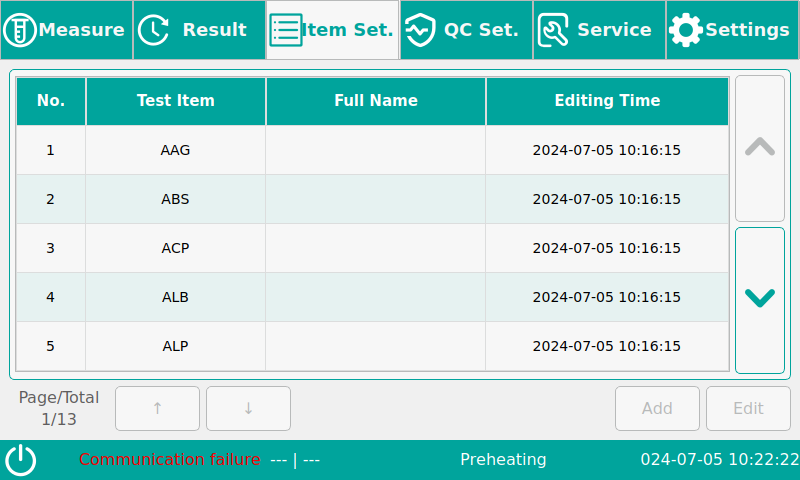 Measure Result Item Set. QC Set. Service Settings
No. Test Item Full Name Editing Time
1 AAG 2024-07-05 10:16:15
2 ABS 2024-07-05 10:16:15
3 ACP 2024-07-05 10:16:15
4 ALB 2024-07-05 10:16:15
5 ALP 2024-07-05 10:16:15
Page/Total
1/13
↑ ↓ Add Edit
Communication failure --- | --- Preheating 024-07-05 10:22:22